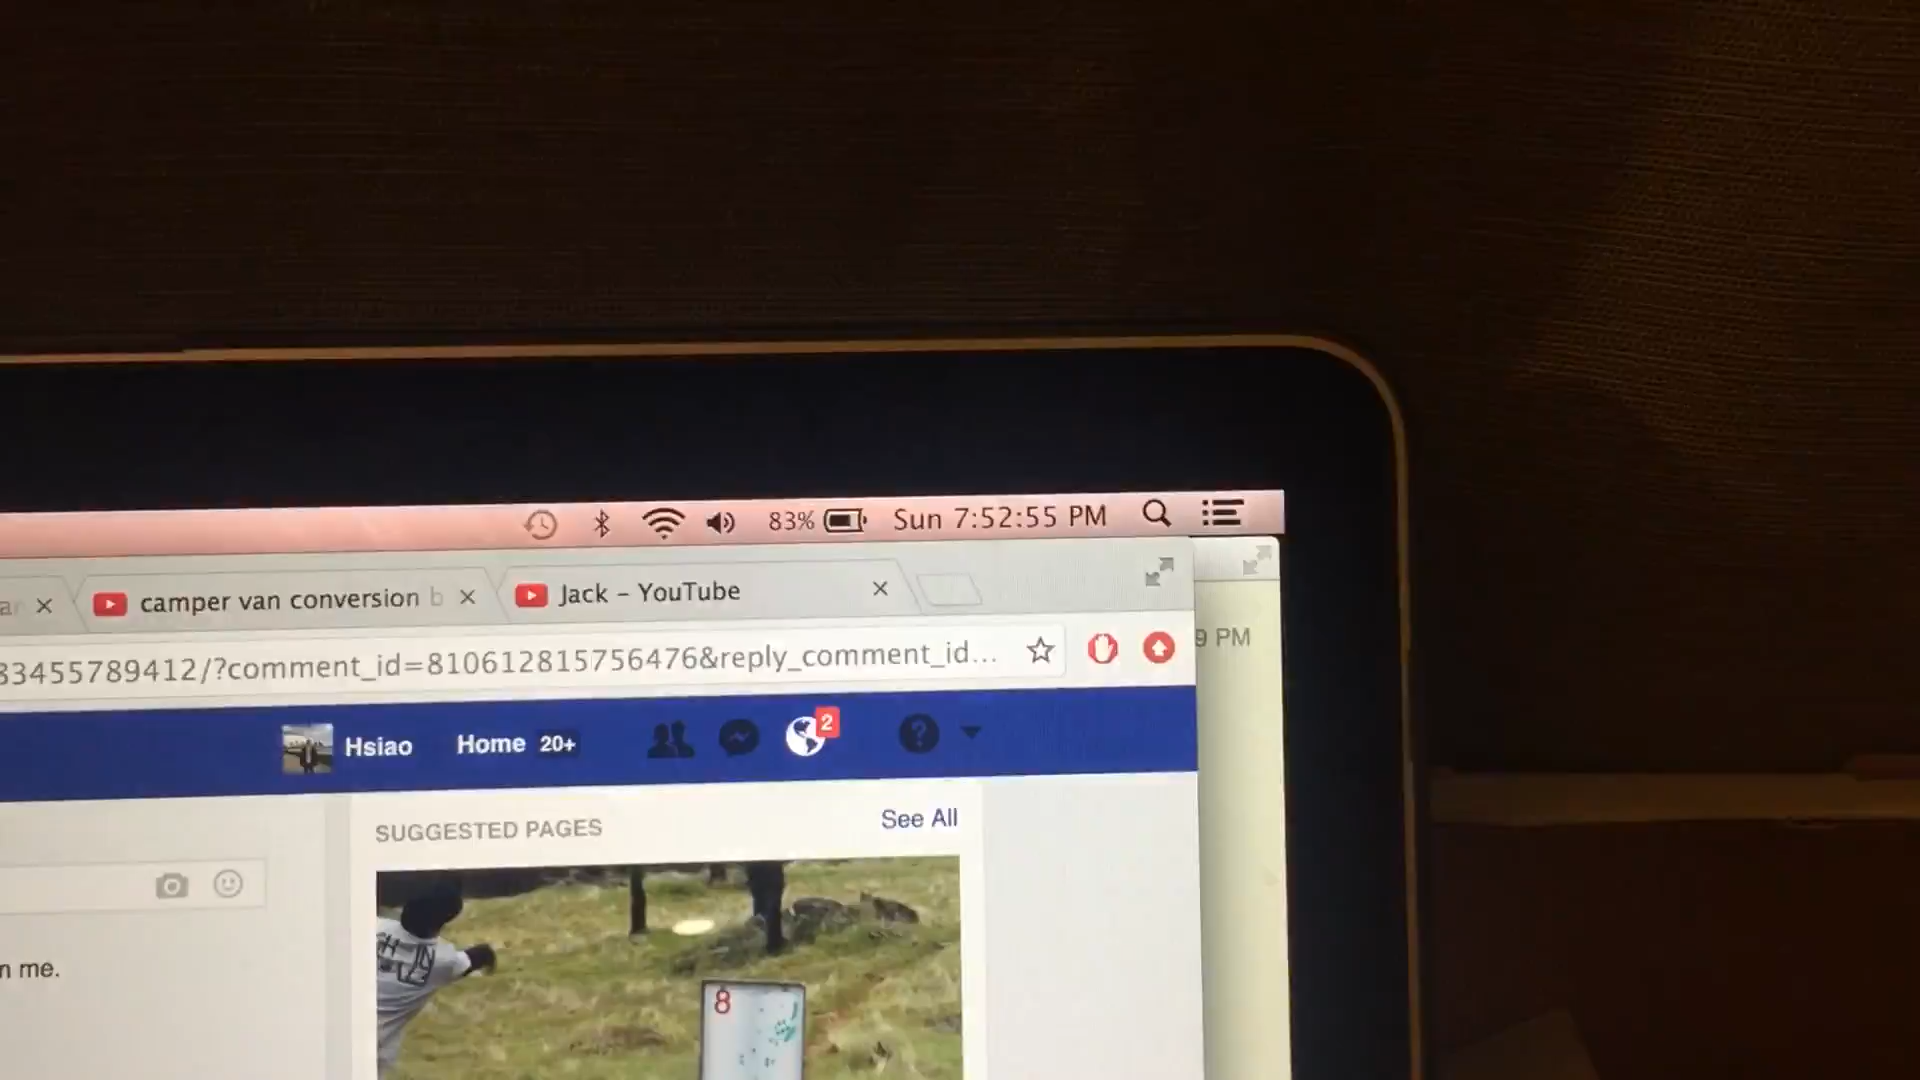 83% Sun 7:52:55 PM
camper van conversion b
Jack – YouTube
33455789412/?comment_id=810612815756476&reply_comment_id...
9 PM
Hsiao Home 20+ 2 ?
SUGGESTED PAGES See All
n me.
8